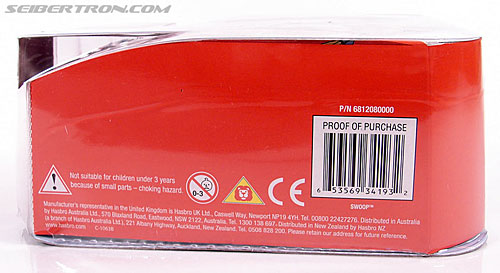 SEIBERTRON.COM
P/N 6812080000
PROOF OF PURCHASE
6 53569 34193 2
SWOOP™
Not suitable for children under 3 years
because of small parts – choking hazard.
0-3
CE
Manufacturer's representative in the United Kingdom is Hasbro UK Ltd., Caswell Way, Newport NP19 4YH. Tel. 00800 22427276. Distributed in Australia
by Hasbro Australia Ltd., 570 Blaxland Road, Eastwood, NSW 2122, Australia. Tel. 1300 138 697. Distributed in New Zealand by Hasbro NZ
(a branch of Hasbro Australia Ltd.), 221 Albany Highway, Auckland, New Zealand. Tel. 0508 828 200. Please retain our address for future reference.
www.hasbro.com C-10638